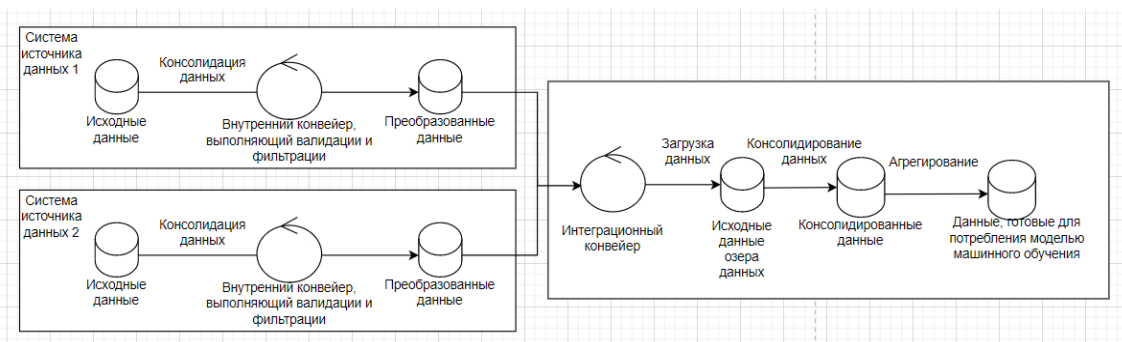 Система
источника
данных 1
Консолидация
данных
Исходные
данные
Внутренний конвейер,
выполняющий валидации и
фильтрации
Преобразованные
данные
Система
источника
данных 2
Консолидация
данных
Исходные
данные
Внутренний конвейер,
выполняющий валидации и
фильтрации
Преобразованные
данные
Интеграционный
конвейер
Загрузка
данных
Исходные
данные
озера
данных
Консолидирование
данных
Консолидированные
данные
Агрегирование
Данные, готовые для
потребления моделью
машинного обучения